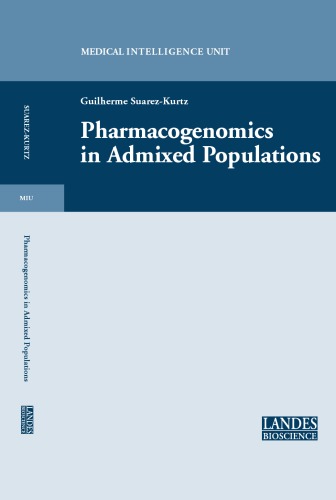 MEDICAL INTELLIGENCE UNIT
Guilherme Suarez-Kurtz
Pharmacogenomics
in Admixed Populations
LANDES
BIOSCIENCE
SUAREZ-KURTZ
MIU
Pharmacogenomics in Admixed Populations
LANDES
BIOSCIENCE